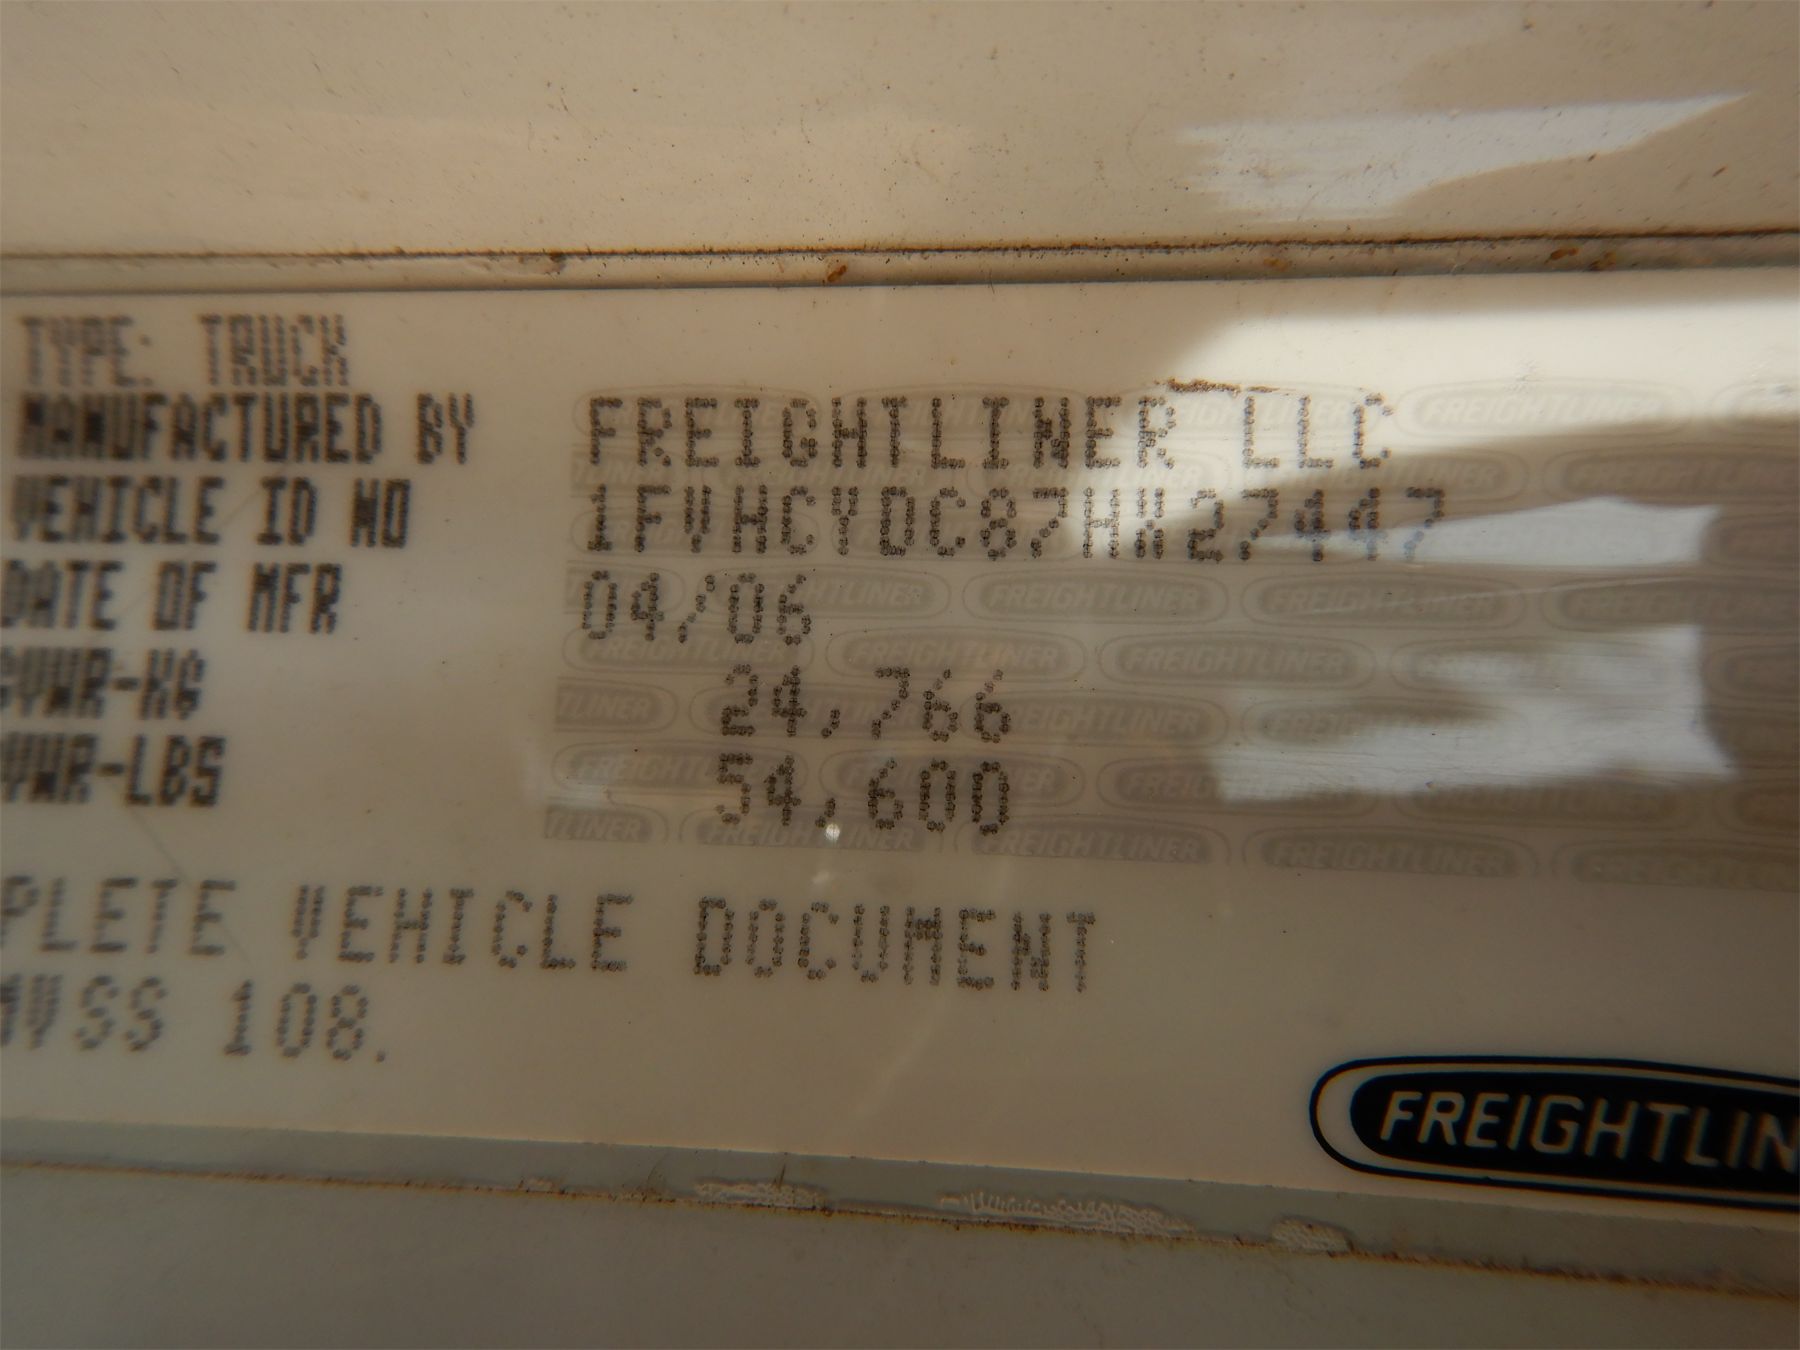 TYPE: TRUCK
MANUFACTURED BY FREIGHTLINER LLC
VEHICLE ID NO 1FVHCYDC87HX27447
DATE OF MFR 04/06
GVWR-KG 24,766
GVWR-LBS 54,600
PLETE VEHICLE DOCUMENT
MVSS 108.
FREIGHTLIN